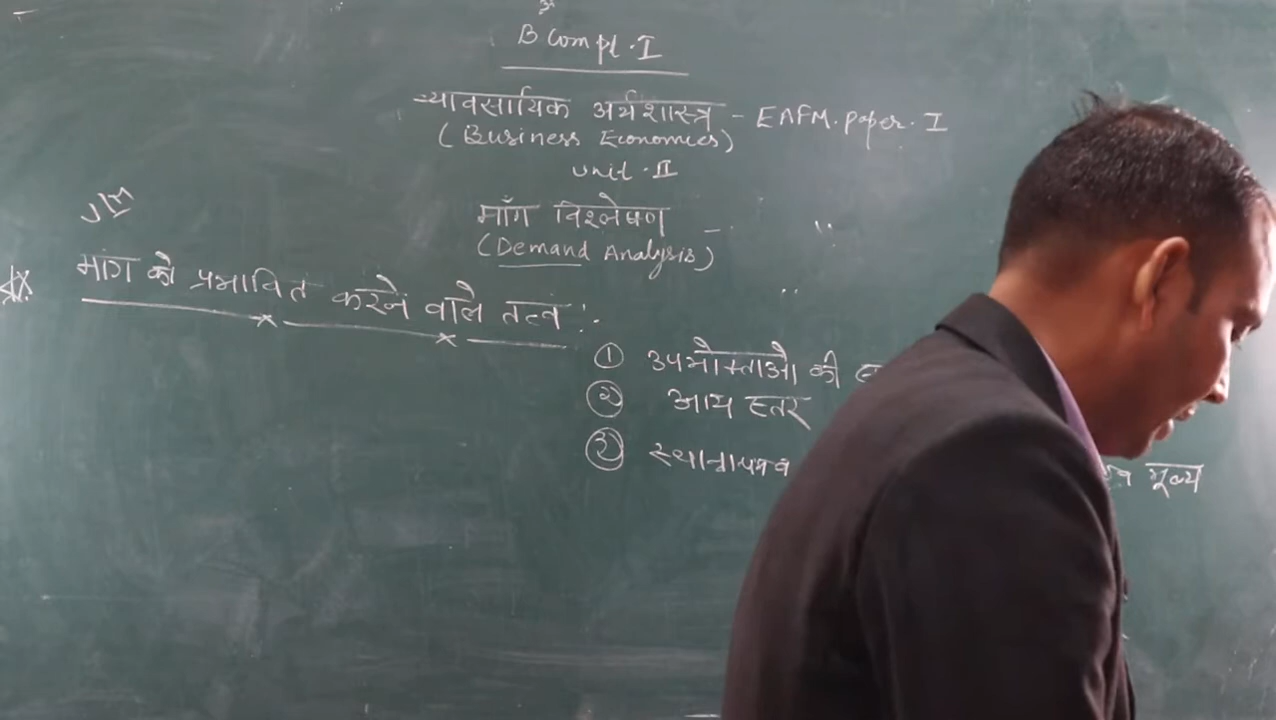 ॐ
B Com pt. I
व्यावसायिक अर्थशास्त्र - EAFM. paper. I
(Business Economics)
unit - II
माँग विश्लेषण -
(Demand Analysis)
माग को प्रभावित करने वाले तत्व :-
① उपभोक्ताओ की
② आय स्तर
③ मूल्य